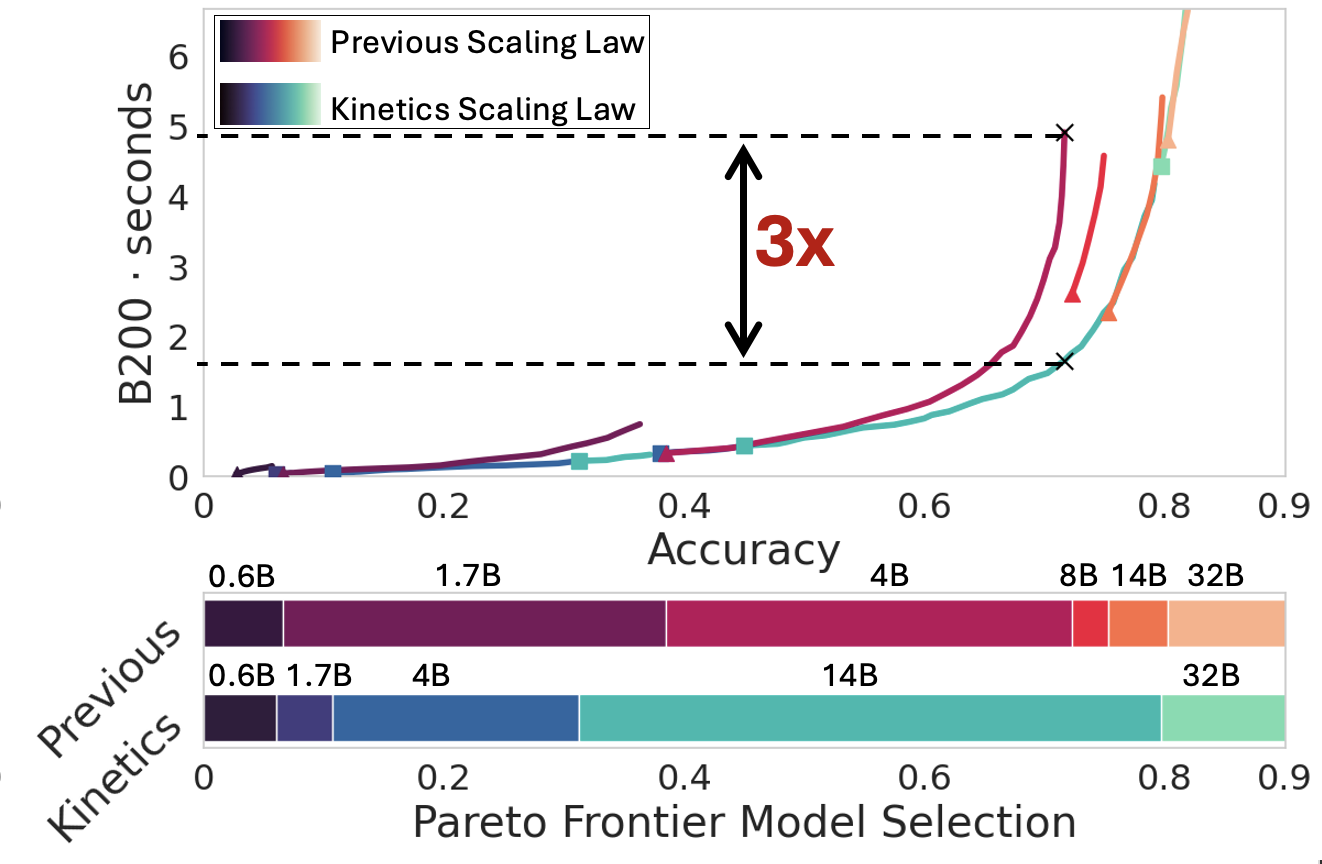 Previous Scaling Law
Kinetics Scaling Law
B200 · seconds
6
5
4
3
2
1
0
3x
0 0.2 0.4 0.6 0.8 0.9
Accuracy
0.6B 1.7B 4B 8B 14B 32B
Previous
0.6B 1.7B 4B 14B 32B
Kinetics
0 0.2 0.4 0.6 0.8 0.9
Pareto Frontier Model Selection